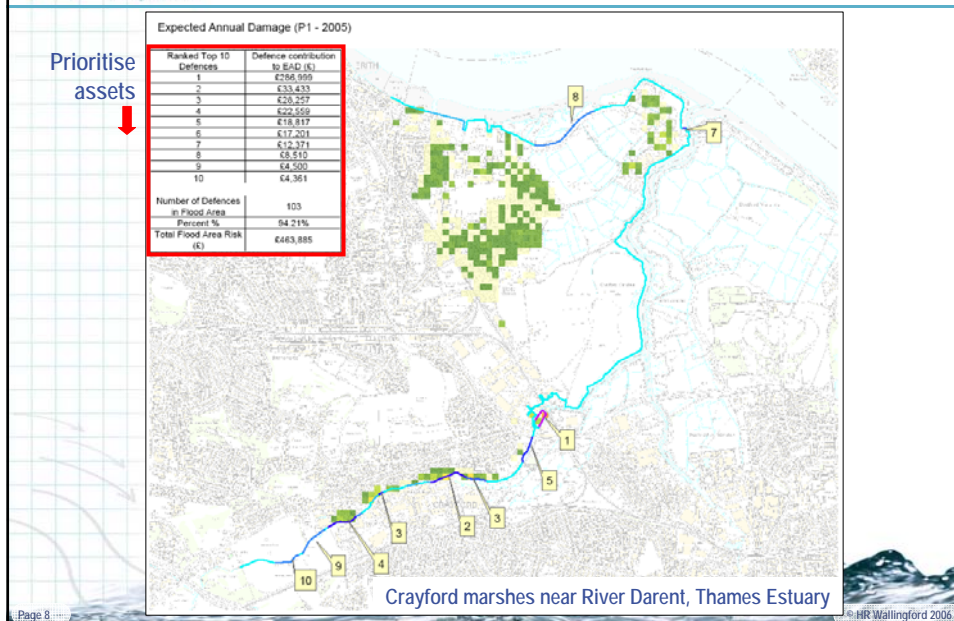 Expected Annual Damage (P1 - 2005)
Prioritise
assets
Ranked Top 10 Defences | Defence contribution to EAD (£)
1 | £286,999
2 | £33,433
3 | £28,257
4 | £22,559
5 | £18,817
6 | £17,201
7 | £12,371
8 | £8,510
9 | £4,500
10 | £4,361
Number of Defences in Flood Area | 103
Percent % | 94.21%
Total Flood Area Risk (£) | £463,885
8
7
1
5
3
2
3
4
9
10
Crayford marshes near River Darent, Thames Estuary
Page 8
© HR Wallingford 2006